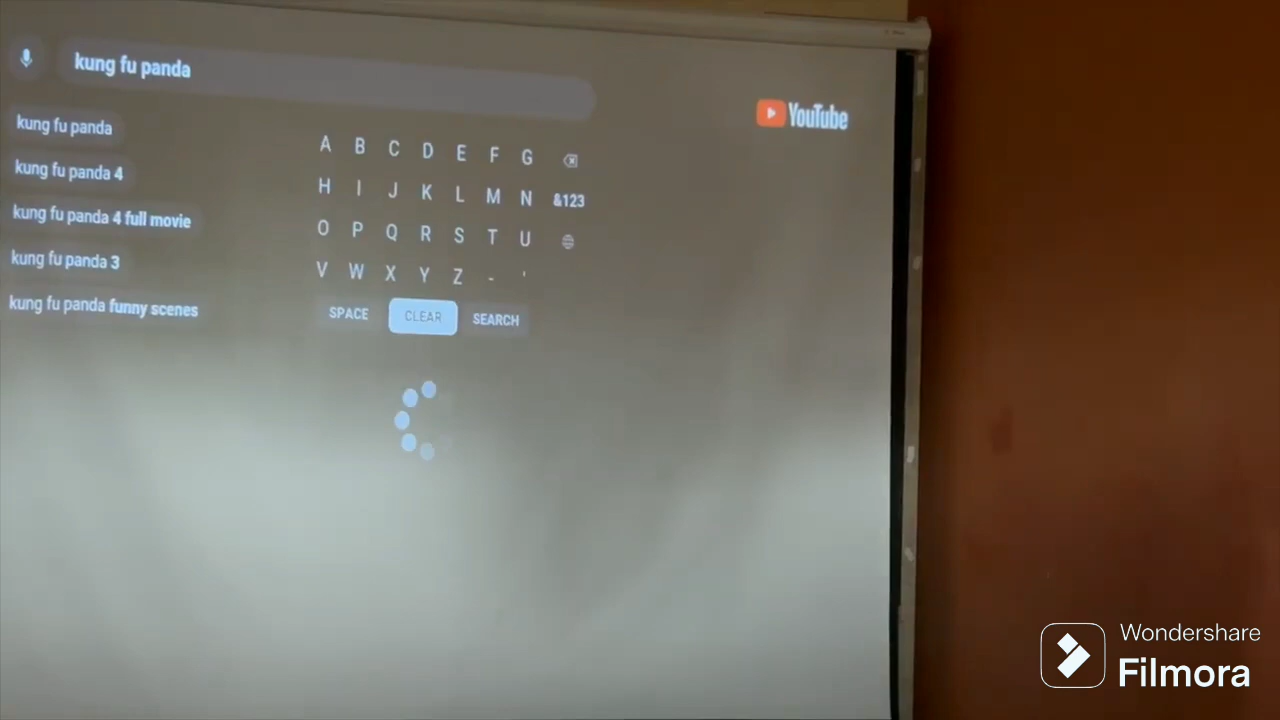 kung fu panda
YouTube
kung fu panda
kung fu panda 4
kung fu panda 4 full movie
kung fu panda 3
kung fu panda funny scenes
A B C D E F G
H I J K L M N &123
O P Q R S T U
V W X Y Z - '
SPACE CLEAR SEARCH
Wondershare
Filmora